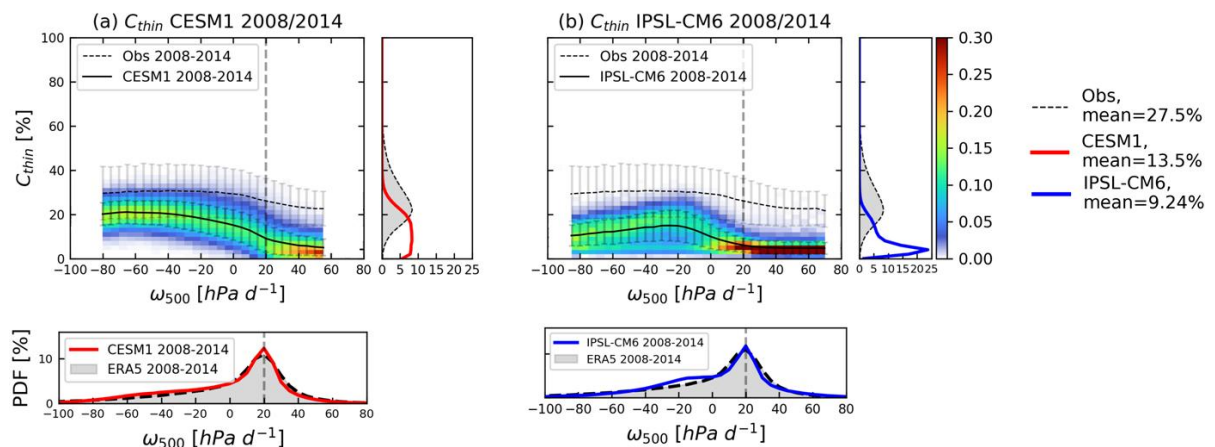 (a) C_thin CESM1 2008/2014
(b) C_thin IPSL-CM6 2008/2014
C_thin [%]
100
80
60
40
20
0
Obs 2008-2014
CESM1 2008-2014
−100 −80 −60 −40 −20 0 20 40 60
ω500 [hPa d−1]
0 5 10 15 20 25
Obs 2008-2014
IPSL-CM6 2008-2014
−100 −80 −60 −40 −20 0 20 40 60 80
ω500 [hPa d−1]
0 5 10 15 20 25
0.30
0.25
0.20
0.15
0.10
0.05
0.00
Obs,
mean=27.5%
CESM1,
mean=13.5%
IPSL-CM6,
mean=9.24%
PDF [%]
10
0
CESM1 2008-2014
ERA5 2008-2014
−100 −80 −60 −40 −20 0 20 40 60 80
ω500 [hPa d−1]
IPSL-CM6 2008-2014
ERA5 2008-2014
−100 −80 −60 −40 −20 0 20 40 60 80
ω500 [hPa d−1]